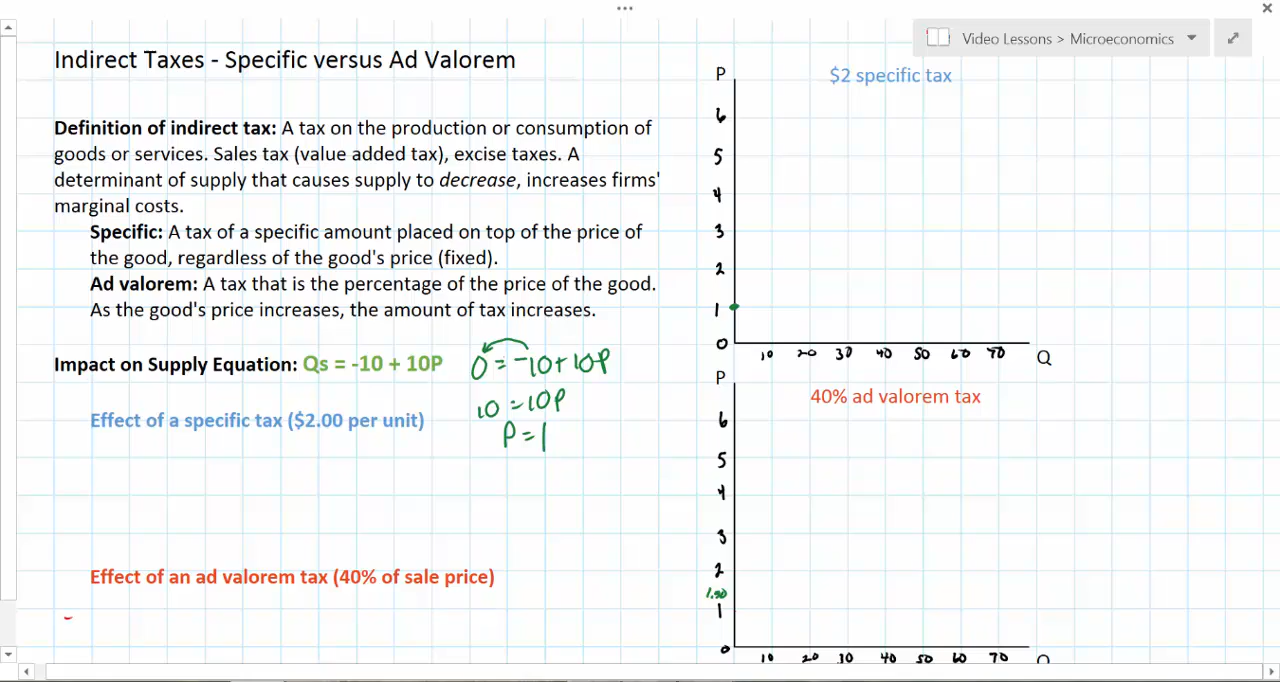 Video Lessons > Microeconomics
Indirect Taxes - Specific versus Ad Valorem
Definition of indirect tax: A tax on the production or consumption of
goods or services. Sales tax (value added tax), excise taxes. A
determinant of supply that causes supply to decrease, increases firms'
marginal costs.
Specific: A tax of a specific amount placed on top of the price of
the good, regardless of the good's price (fixed).
Ad valorem: A tax that is the percentage of the price of the good.
As the good's price increases, the amount of tax increases.
Impact on Supply Equation: Qs = -10 + 10P
0 = -10 + 10P
10 = 10P
P = 1
Effect of a specific tax ($2.00 per unit)
Effect of an ad valorem tax (40% of sale price)
$2 specific tax
P
6
5
4
3
2
1
0
10 20 30 40 50 60 70 Q
40% ad valorem tax
P
6
5
4
3
2
1
0
10 20 30 40 50 60 70 Q